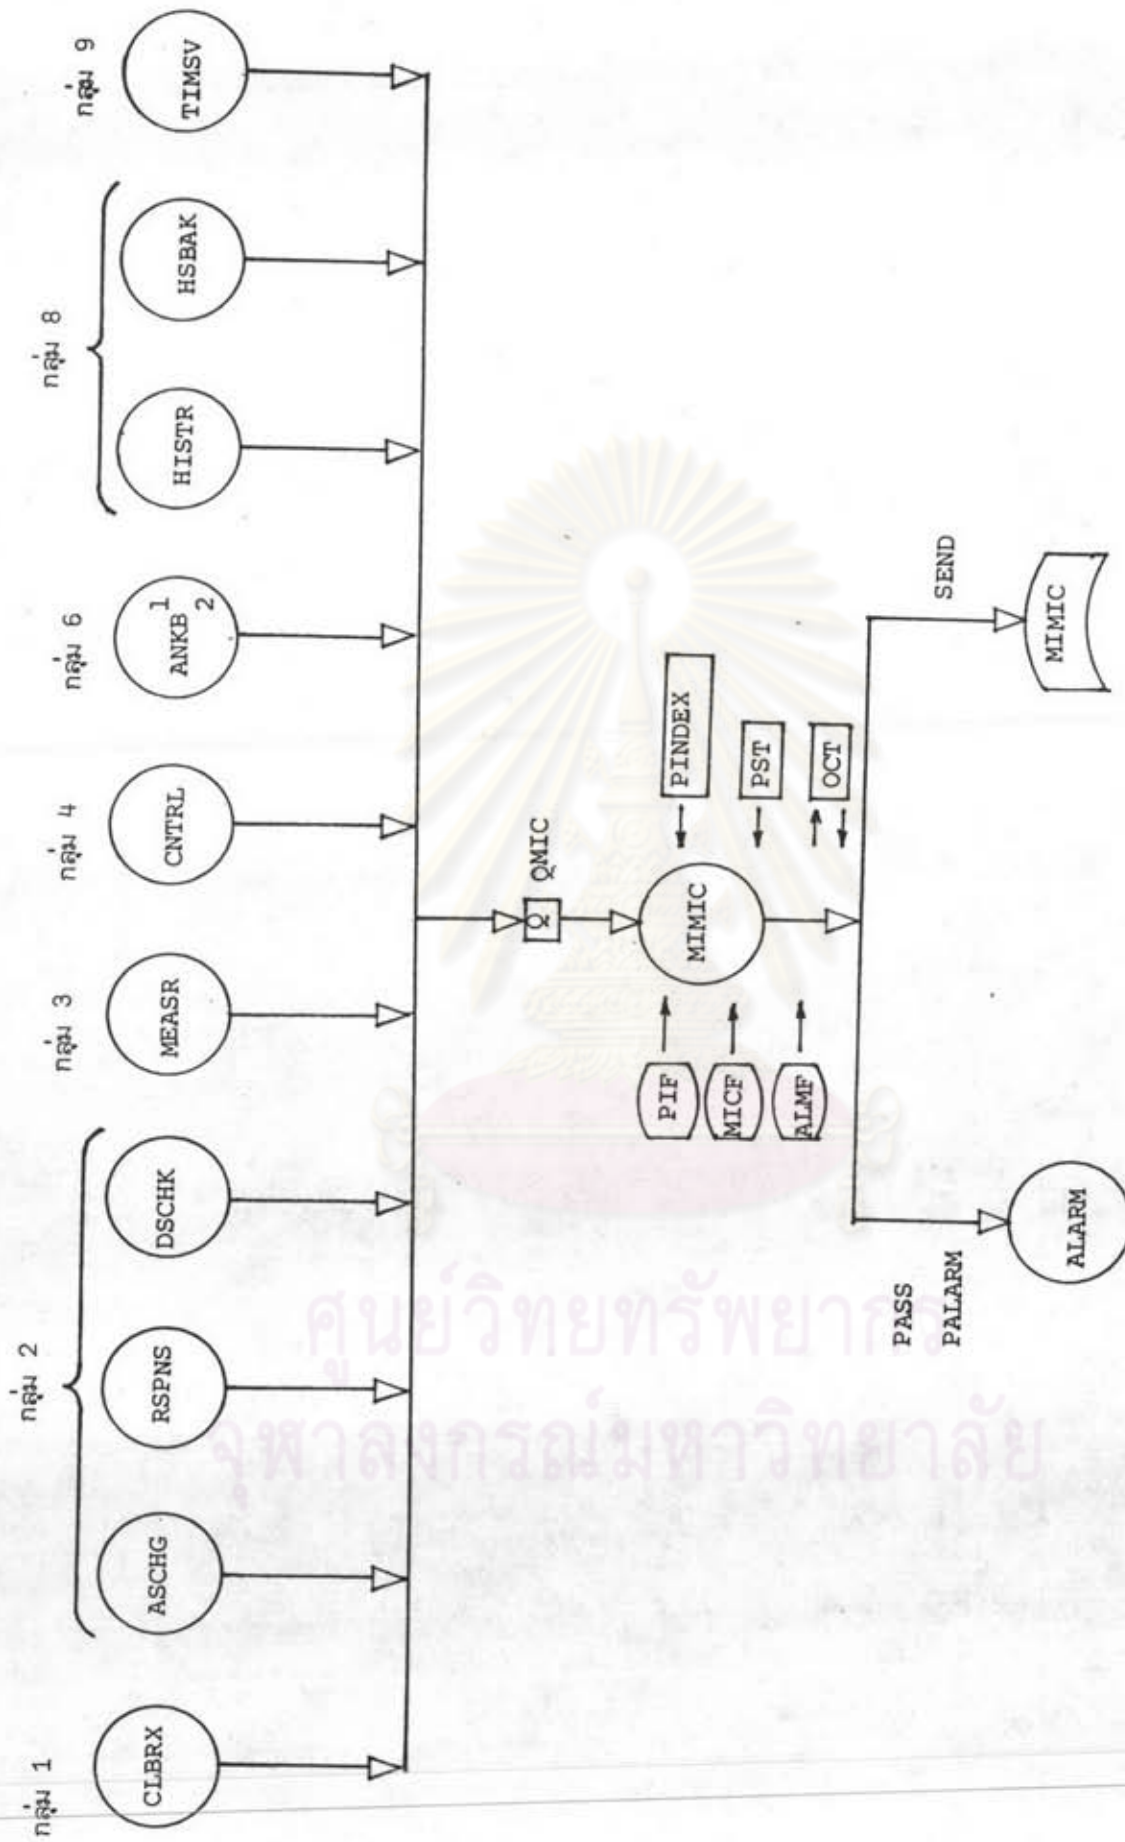 กลุ่ม 1
กลุ่ม 2
กลุ่ม 3
กลุ่ม 4
กลุ่ม 6
กลุ่ม 8
กลุ่ม 9
CLBRX
ASCHG
RSPNS
DSCHK
MEASR
CNTRL
ANKB 1
2
HISTR
HSBAK
TIMSV
Q
QMIC
PIF
MICF
ALMF
MIMIC
PINDEX
PST
OCT
PASS
PALARM
SEND
ALARM
MIMIC
ศูนย์วิทยทรัพยากร
จุฬาลงกรณ์มหาวิทยาลัย